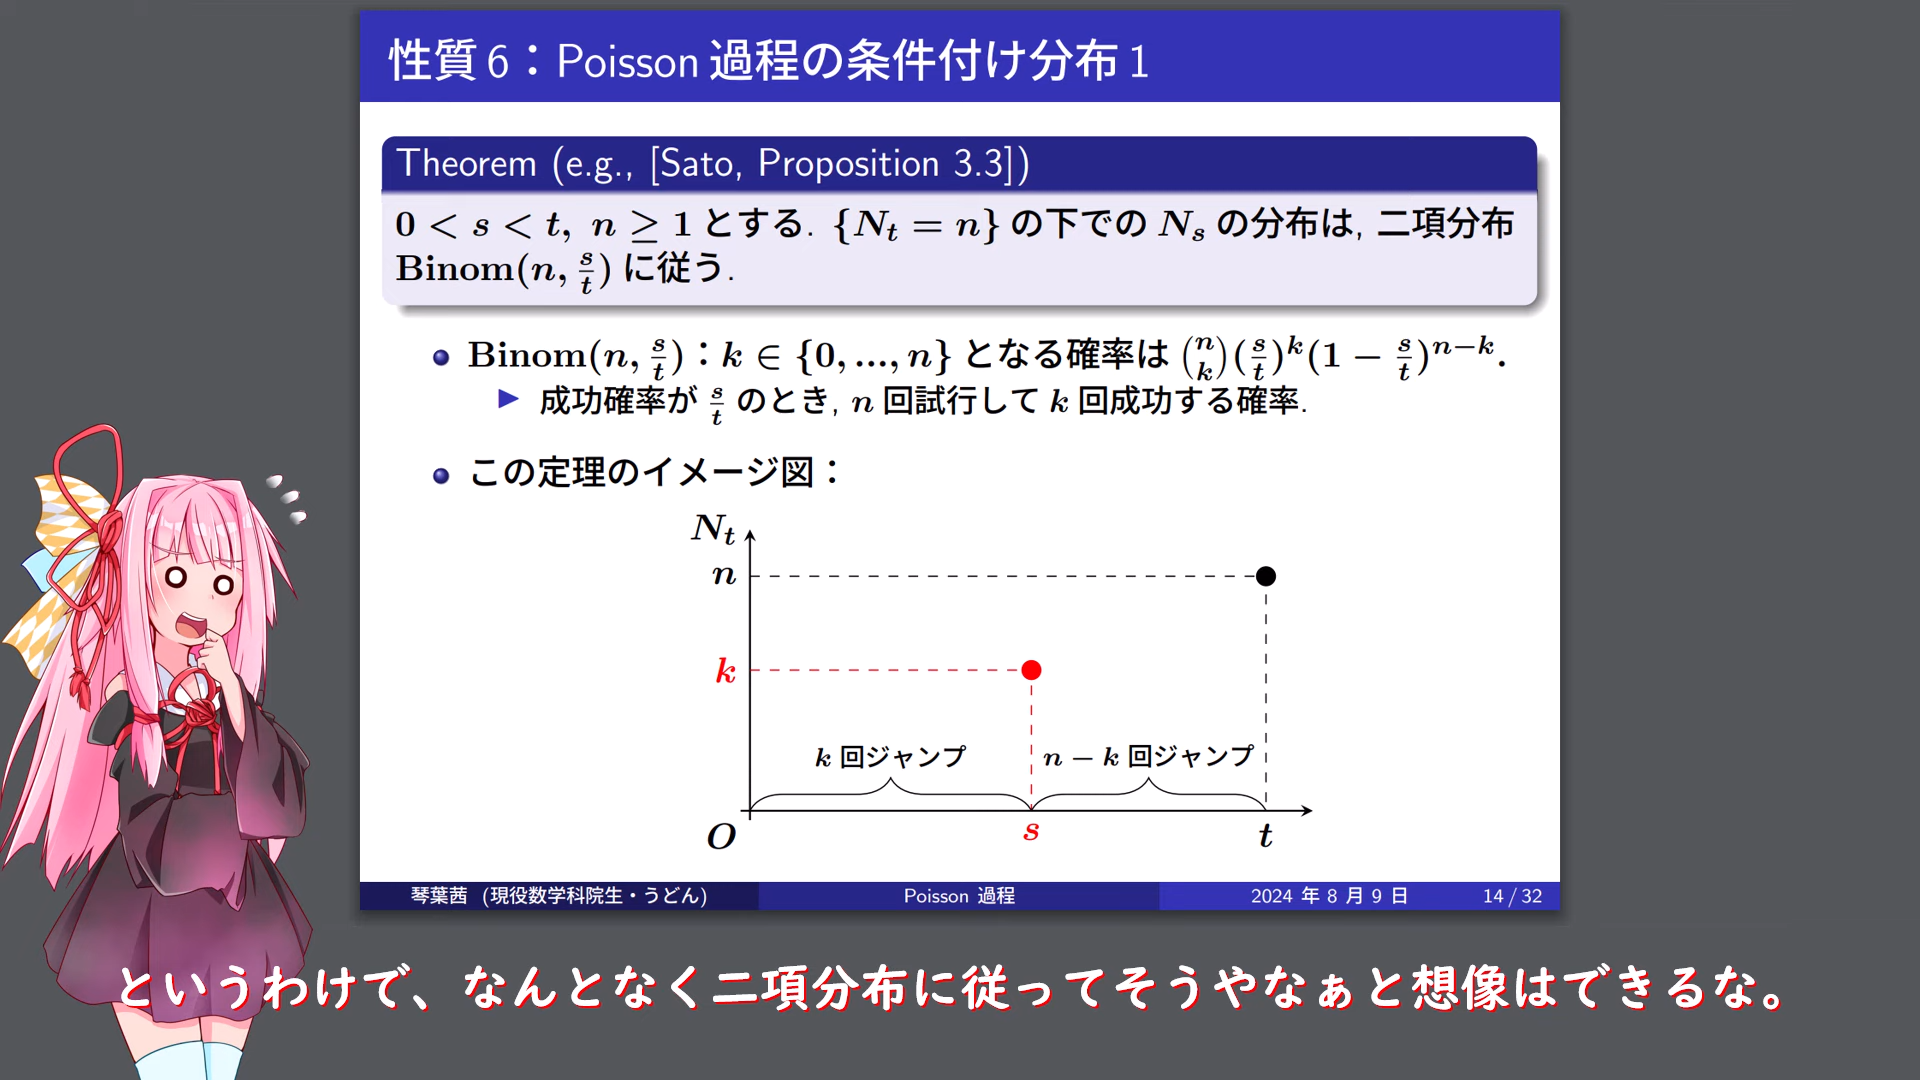 性質 6：Poisson 過程の条件付け分布 1
Theorem (e.g., [Sato, Proposition 3.3])
0 < s < t, n ≥ 1 とする. {N_t = n} の下での N_s の分布は, 二項分布
Binom(n, s/t) に従う.
Binom(n, s/t)：k ∈ {0, ..., n} となる確率は (n k)(s/t)^k(1 − s/t)^{n−k}.
成功確率が s/t のとき, n 回試行して k 回成功する確率.
この定理のイメージ図：
N_t
n
k
k 回ジャンプ
n − k 回ジャンプ
O
s
t
琴葉茜 (現役数学科院生・うどん)
Poisson 過程
2024 年 8 月 9 日
14 / 32
というわけで、なんとなく二項分布に従ってそうやなぁと想像はできるな。